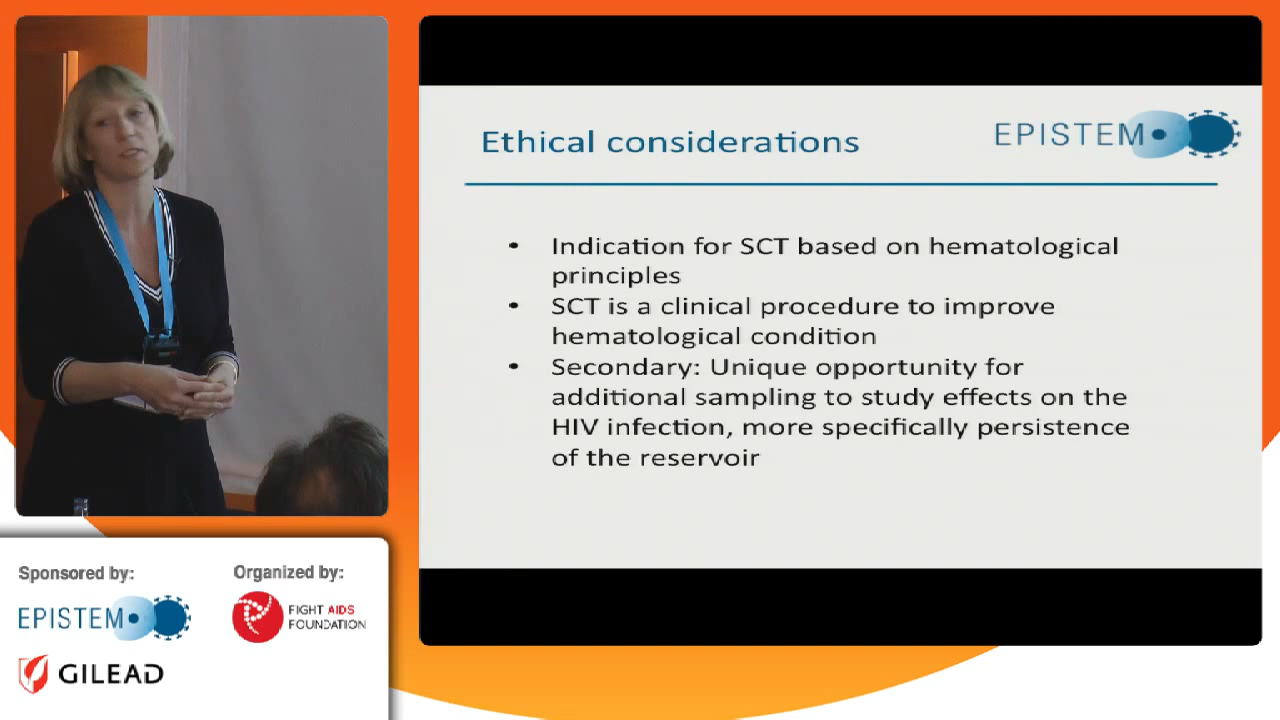 Ethical considerations
EPISTEM
• Indication for SCT based on hematological
principles
• SCT is a clinical procedure to improve
hematological condition
• Secondary: Unique opportunity for
additional sampling to study effects on the
HIV infection, more specifically persistence
of the reservoir
Sponsored by:
EPISTEM
GILEAD
Organized by:
FIGHT AIDS
FOUNDATION